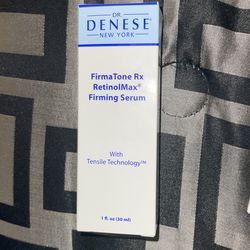 DR.
DENESE
NEW YORK
FirmaTone Rx
RetinolMax®
Firming Serum
With
Tensile Technology™
1 fl. oz (30 ml)